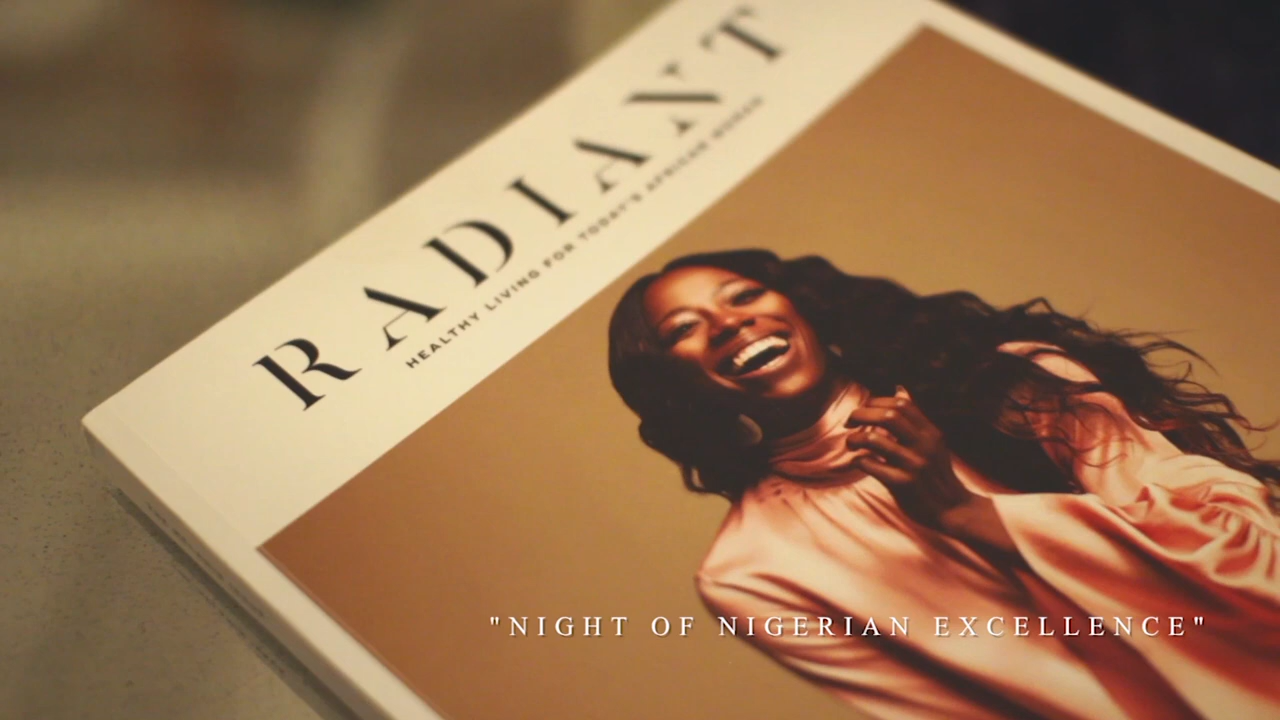 RADIANT
HEALTHY LIVING FOR TODAY'S AFRICAN WOMAN
"NIGHT OF NIGERIAN EXCELLENCE"